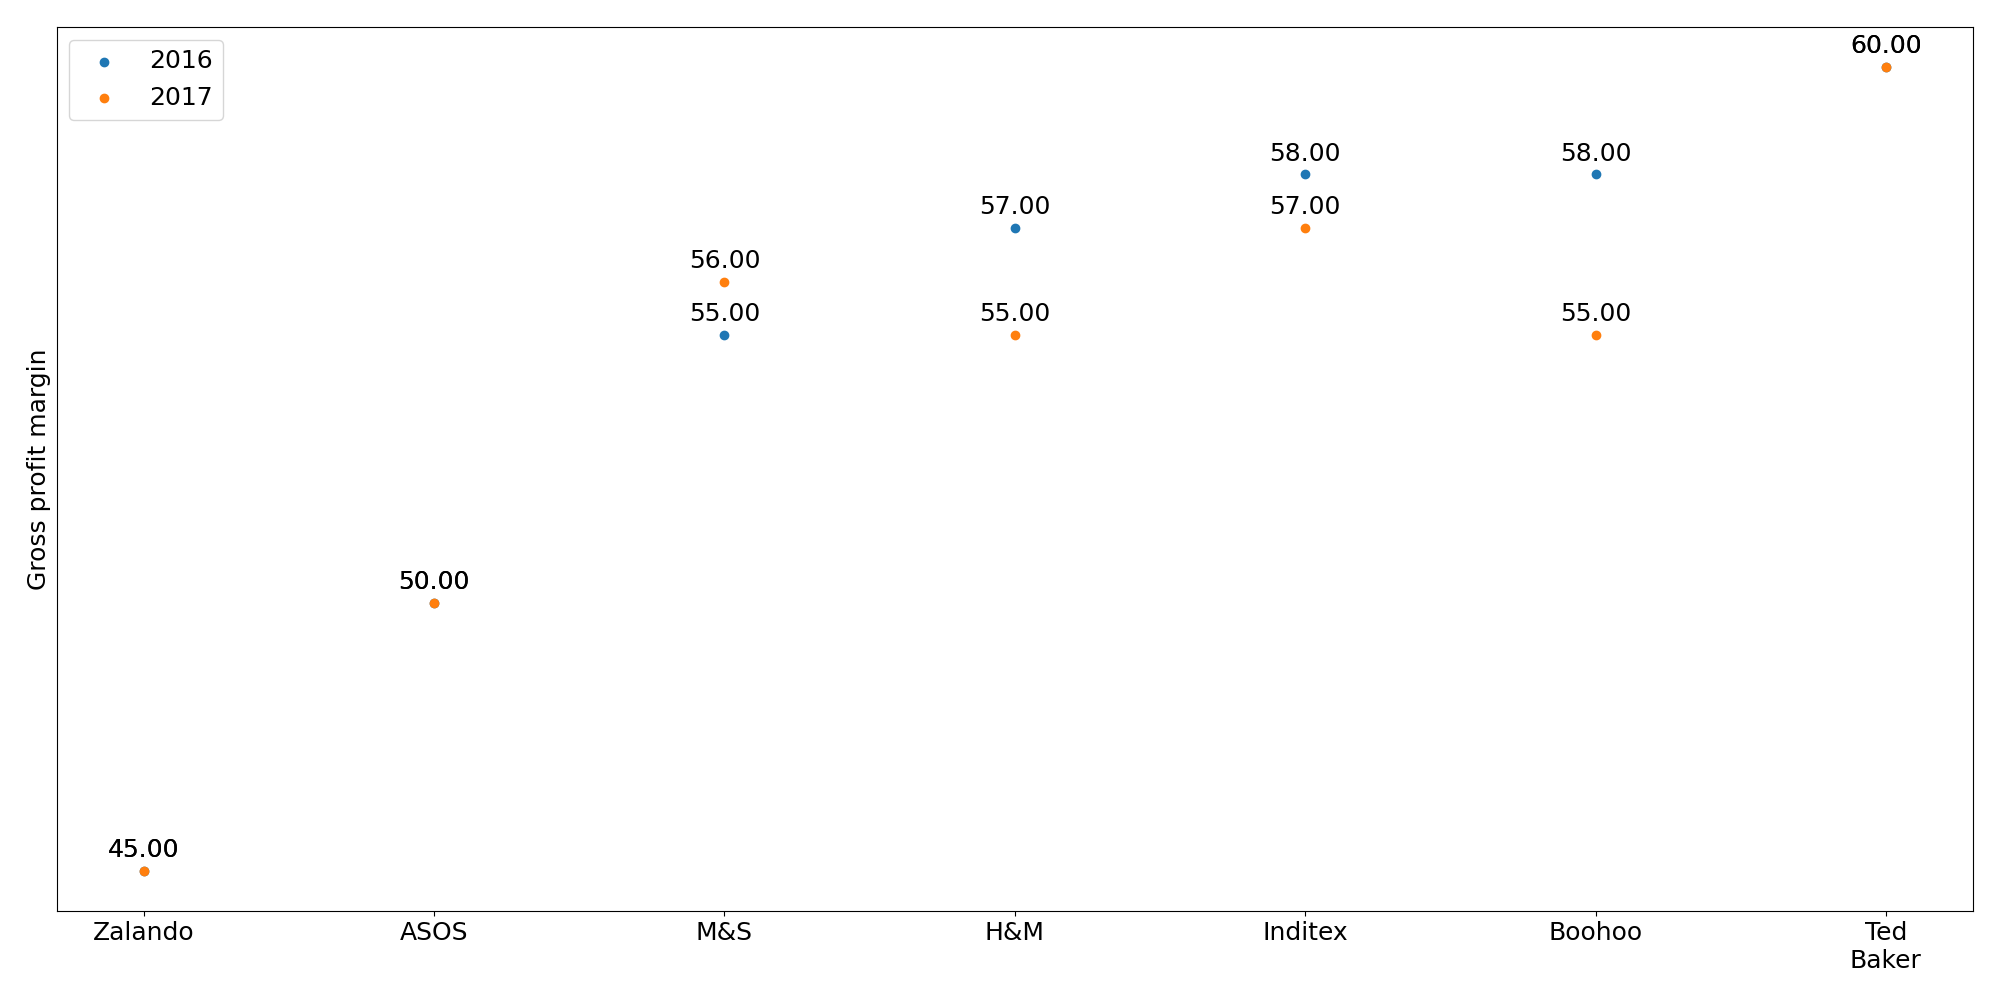 2016
2017
60.00
58.00
58.00
57.00
57.00
56.00
55.00
55.00
55.00
50.00
45.00
Gross profit margin
Zalando
ASOS
M&S
H&M
Inditex
Boohoo
Ted
Baker